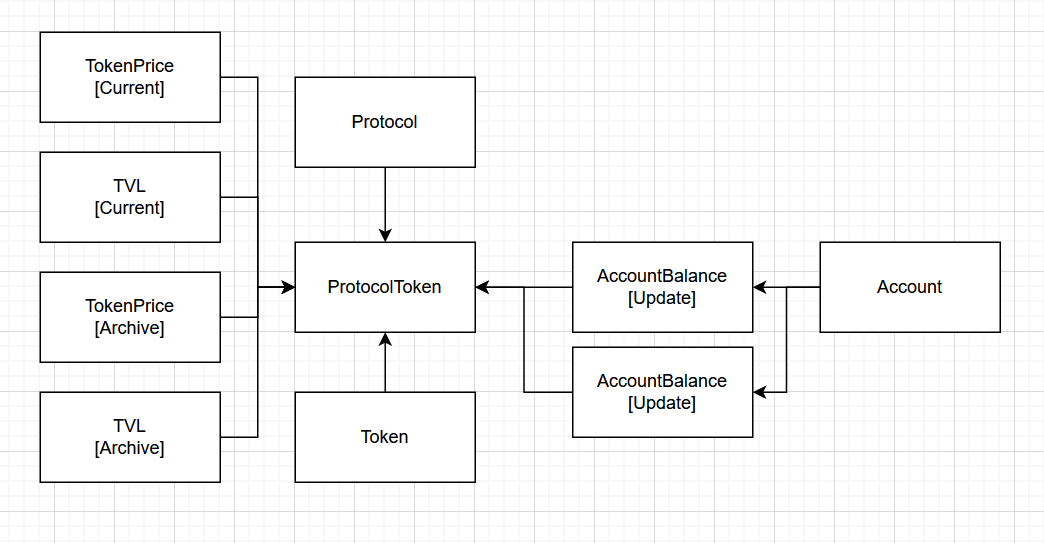 TokenPrice
[Current]
TVL
[Current]
TokenPrice
[Archive]
TVL
[Archive]
Protocol
ProtocolToken
Token
AccountBalance
[Update]
AccountBalance
[Update]
Account